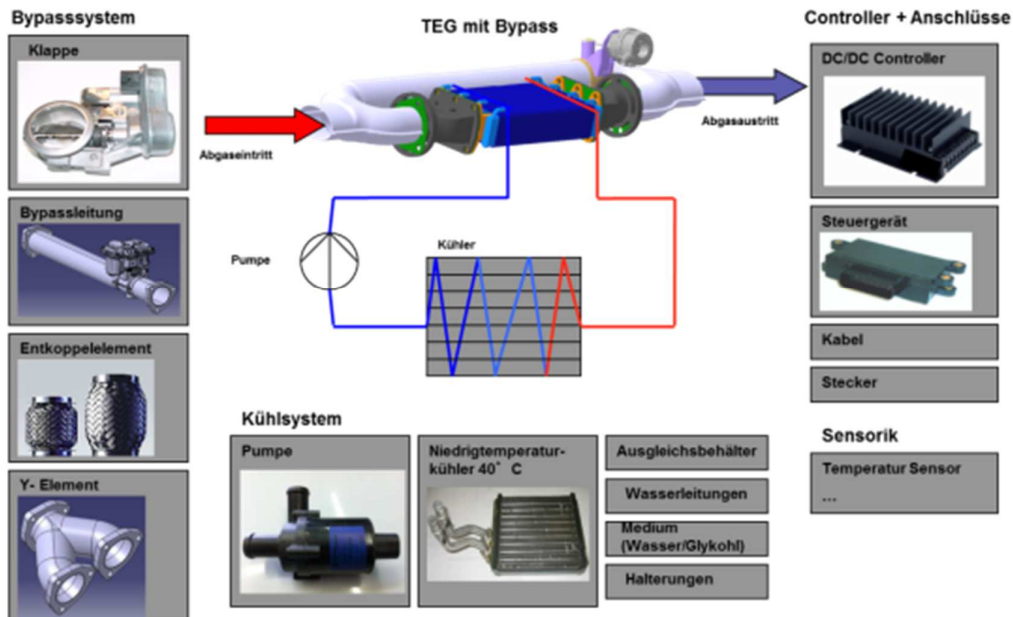 Bypasssystem
Klappe
Bypassleitung
Entkoppelelement
Y- Element
TEG mit Bypass
Abgaseintritt
Abgasaustritt
Pumpe
Kühler
Kühlsystem
Pumpe
Niedrigtemperatur-
kühler 40° C
Ausgleichsbehälter
Wasserleitungen
Medium
(Wasser/Glykohl)
Halterungen
Controller + Anschlüsse
DC/DC Controller
Steuergerät
Kabel
Stecker
Sensorik
Temperatur Sensor
...